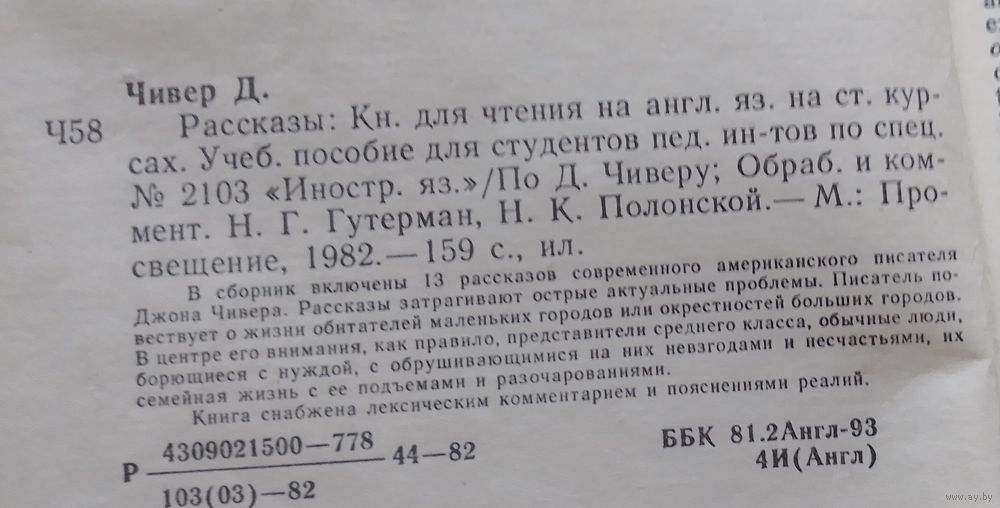 Чивер Д.
Ч58 Рассказы: Кн. для чтения на англ. яз. на ст. кур-
сах. Учеб. пособие для студентов пед. ин-тов по спец.
№ 2103 «Иностр. яз.»/По Д. Чиверу; Обраб. и ком-
мент. Н. Г. Гутерман, Н. К. Полонской.— М.: Про-
свещение, 1982.— 159 с., ил.
В сборник включены 13 рассказов современного американского писателя
Джона Чивера. Рассказы затрагивают острые актуальные проблемы. Писатель по-
вествует о жизни обитателей маленьких городов или окрестностей больших городов.
В центре его внимания, как правило, представители среднего класса, обычные люди,
борющиеся с нуждой, с обрушивающимися на них невзгодами и несчастьями, их
семейная жизнь с ее подъемами и разочарованиями.
Книга снабжена лексическим комментарием и пояснениями реалий.
Р 4309021500—778 44—82
103(03)—82
ББК 81.2Англ-93
4И(Англ)
www.ay.by